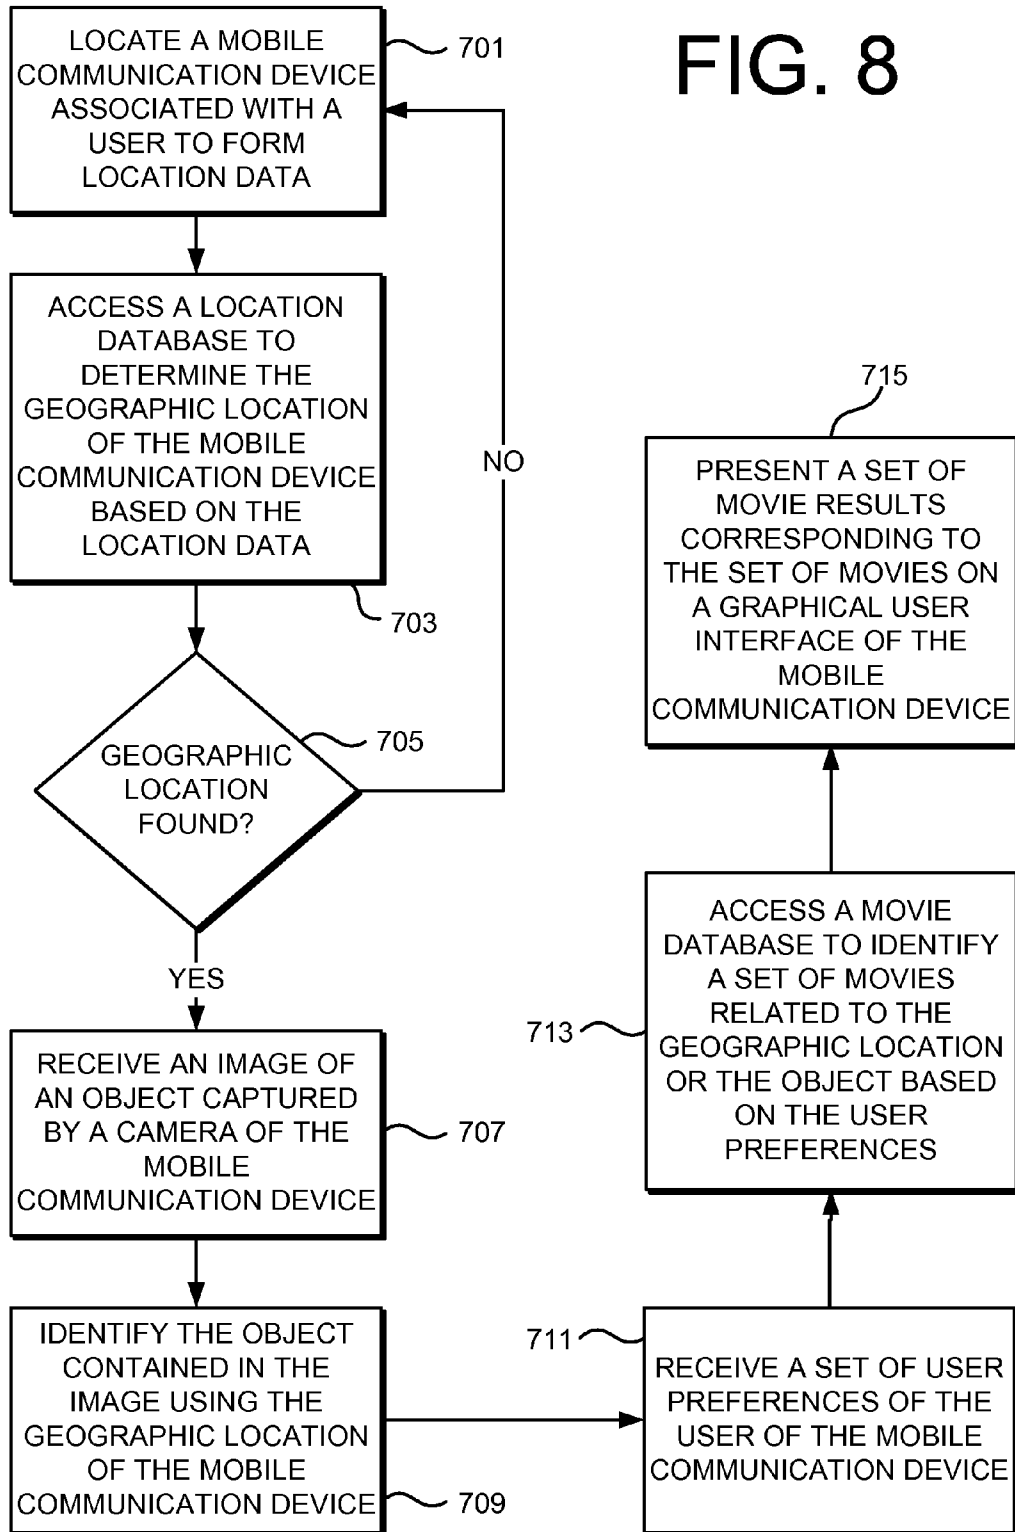 FIG. 8
LOCATE A MOBILE
COMMUNICATION DEVICE
ASSOCIATED WITH A
USER TO FORM
LOCATION DATA
701
ACCESS A LOCATION
DATABASE TO
DETERMINE THE
GEOGRAPHIC LOCATION
OF THE MOBILE
COMMUNICATION DEVICE
BASED ON THE
LOCATION DATA
703
GEOGRAPHIC
LOCATION
FOUND?
705
NO
YES
RECEIVE AN IMAGE OF
AN OBJECT CAPTURED
BY A CAMERA OF THE
MOBILE
COMMUNICATION DEVICE
707
IDENTIFY THE OBJECT
CONTAINED IN THE
IMAGE USING THE
GEOGRAPHIC LOCATION
OF THE MOBILE
COMMUNICATION DEVICE
709
711
RECEIVE A SET OF USER
PREFERENCES OF THE
USER OF THE MOBILE
COMMUNICATION DEVICE
713
ACCESS A MOVIE
DATABASE TO IDENTIFY
A SET OF MOVIES
RELATED TO THE
GEOGRAPHIC LOCATION
OR THE OBJECT BASED
ON THE USER
PREFERENCES
715
PRESENT A SET OF
MOVIE RESULTS
CORRESPONDING TO
THE SET OF MOVIES ON
A GRAPHICAL USER
INTERFACE OF THE
MOBILE
COMMUNICATION DEVICE